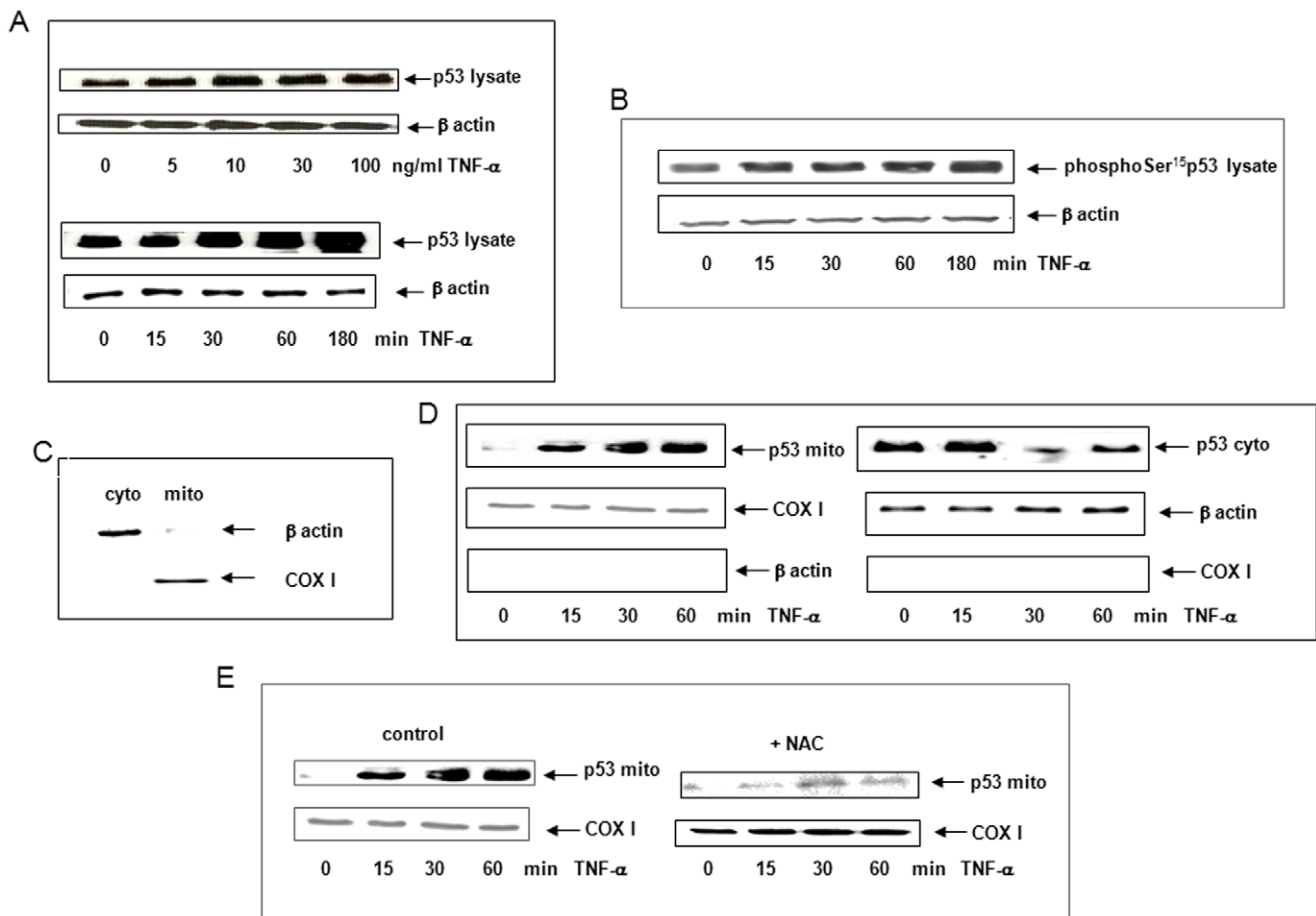 A
p53 lysate
β actin
0 5 10 30 100 ng/ml TNF-α
p53 lysate
β actin
0 15 30 60 180 min TNF-α
B
phosphoSer¹⁵p53 lysate
β actin
0 15 30 60 180 min TNF-α
C
cyto mito
β actin
COX I
D
p53 mito
COX I
β actin
0 15 30 60 min TNF-α
p53 cyto
β actin
COX I
0 15 30 60 min TNF-α
E
control
p53 mito
COX I
0 15 30 60 min TNF-α
+ NAC
p53 mito
COX I
0 15 30 60 min TNF-α